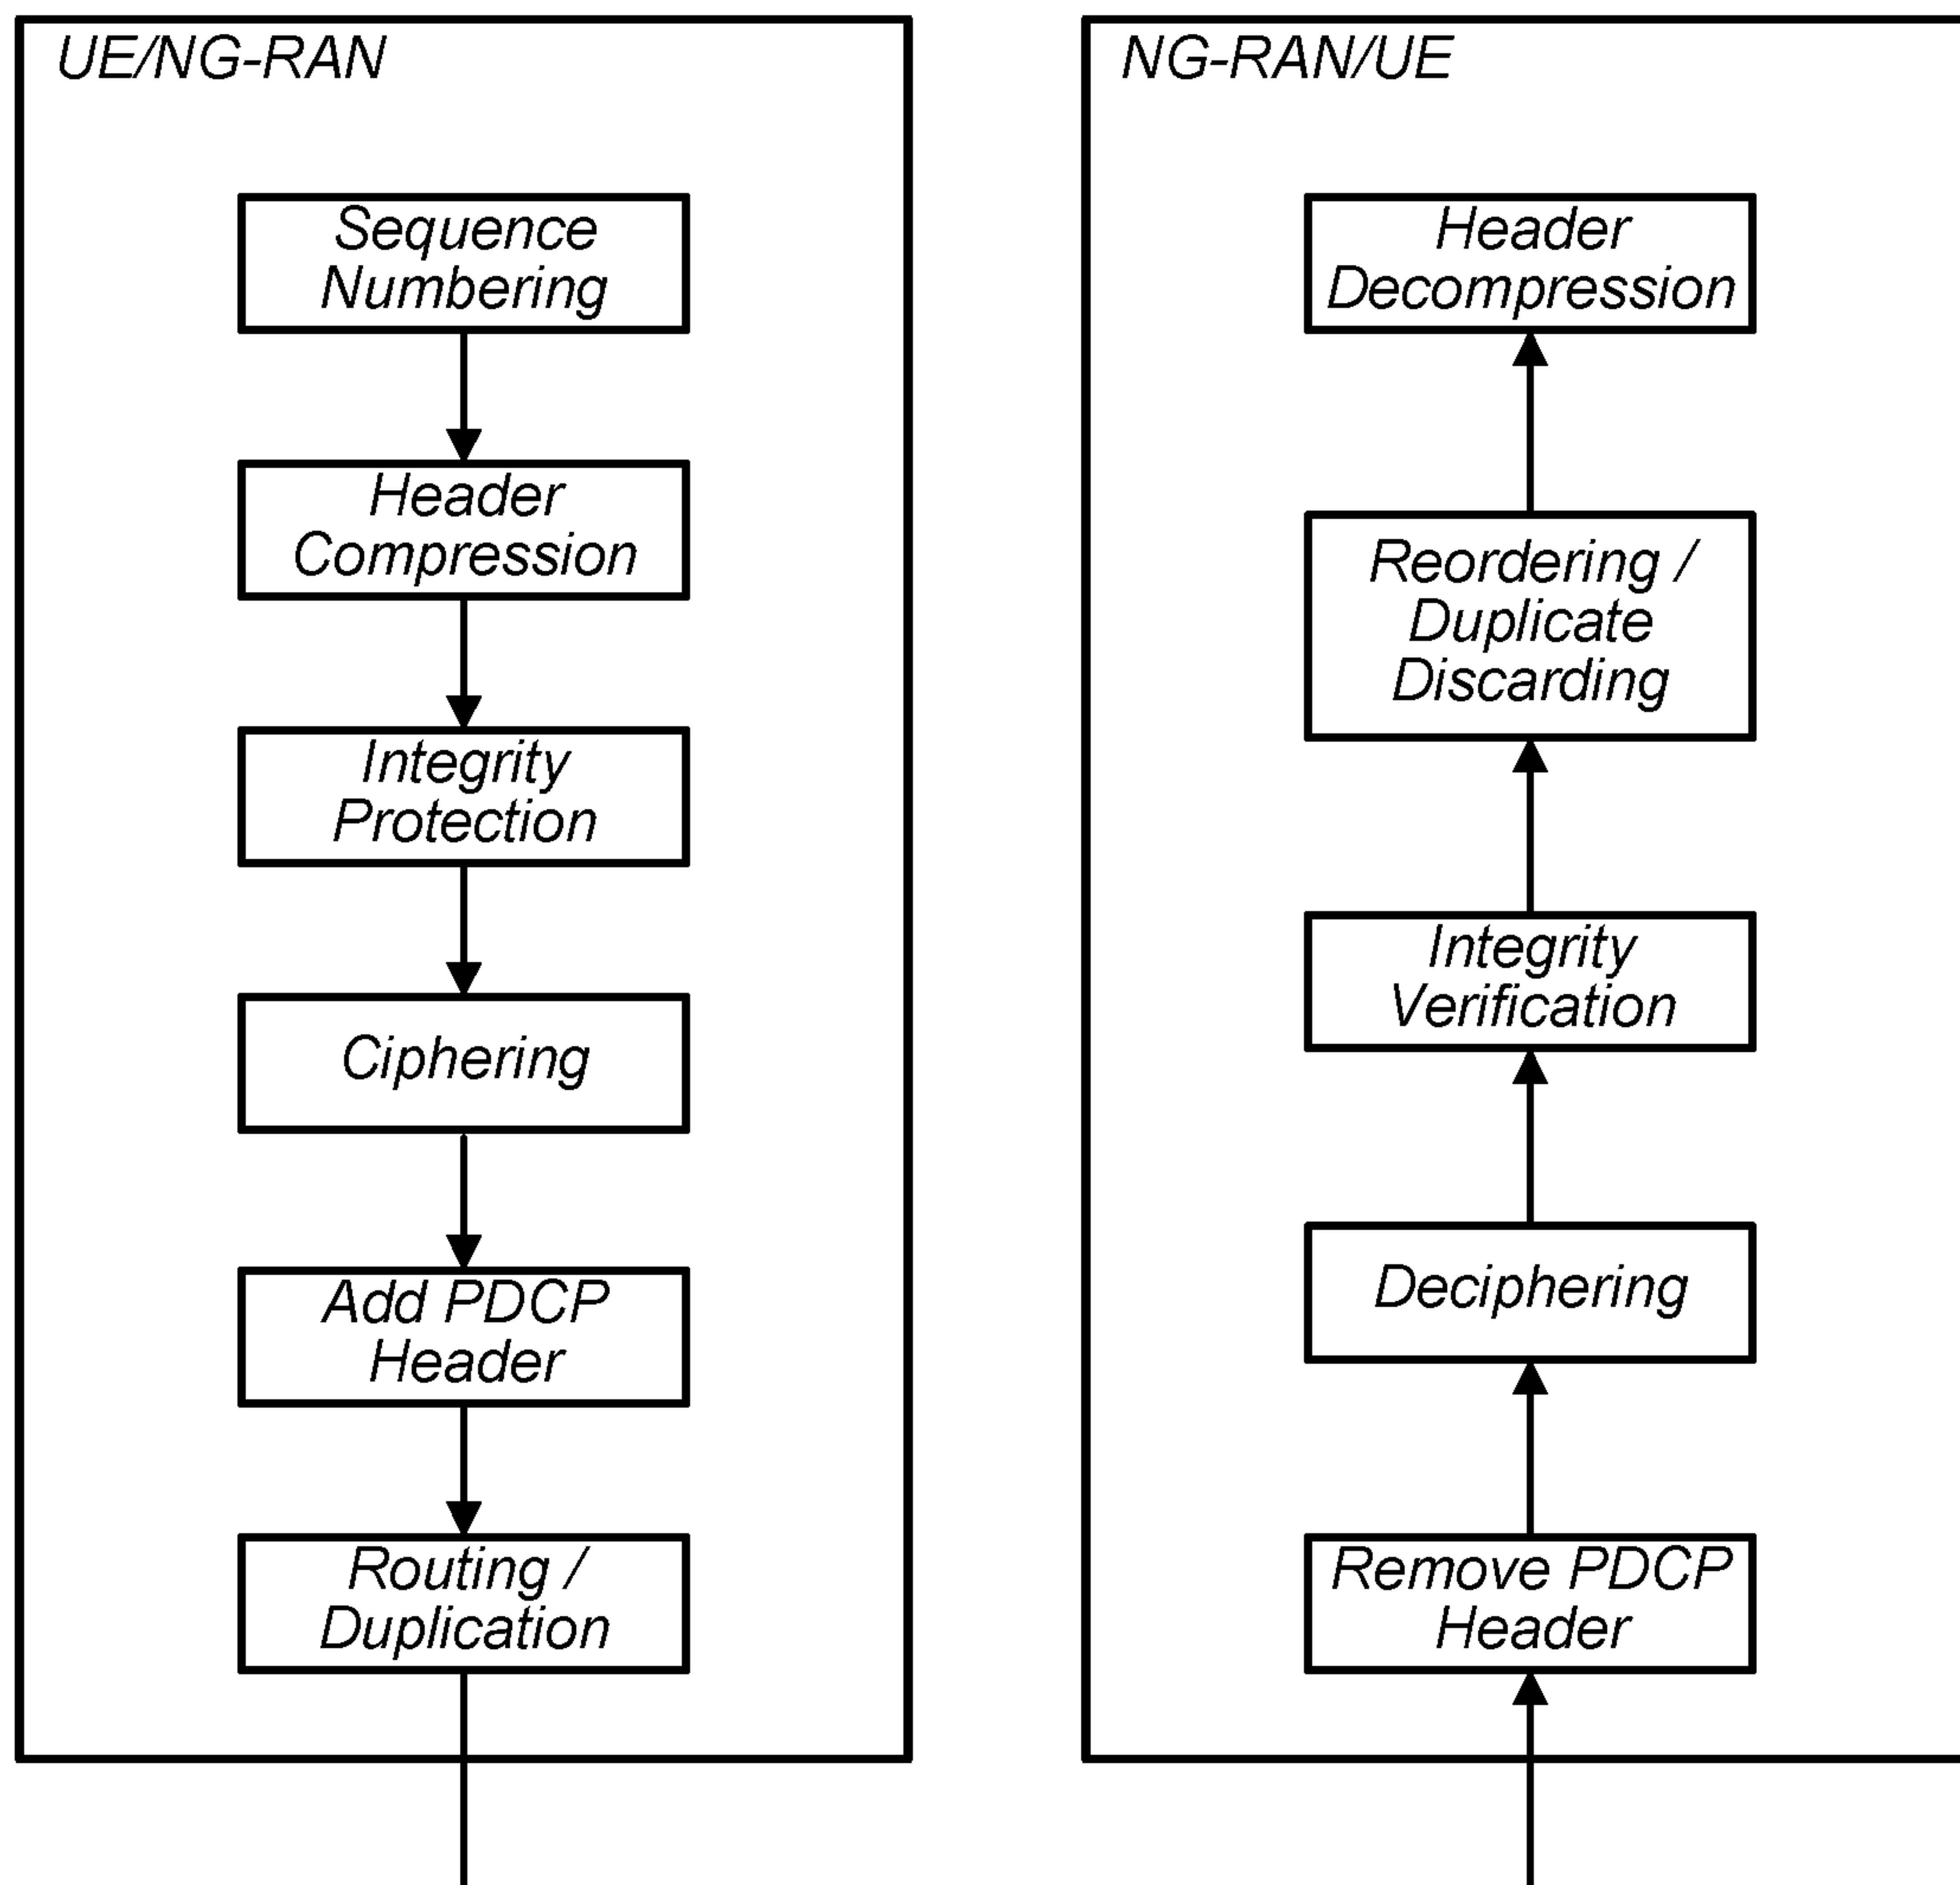 UE/NG-RAN
Sequence
Numbering
Header
Compression
Integrity
Protection
Ciphering
Add PDCP
Header
Routing /
Duplication
NG-RAN/UE
Header
Decompression
Reordering /
Duplicate
Discarding
Integrity
Verification
Deciphering
Remove PDCP
Header